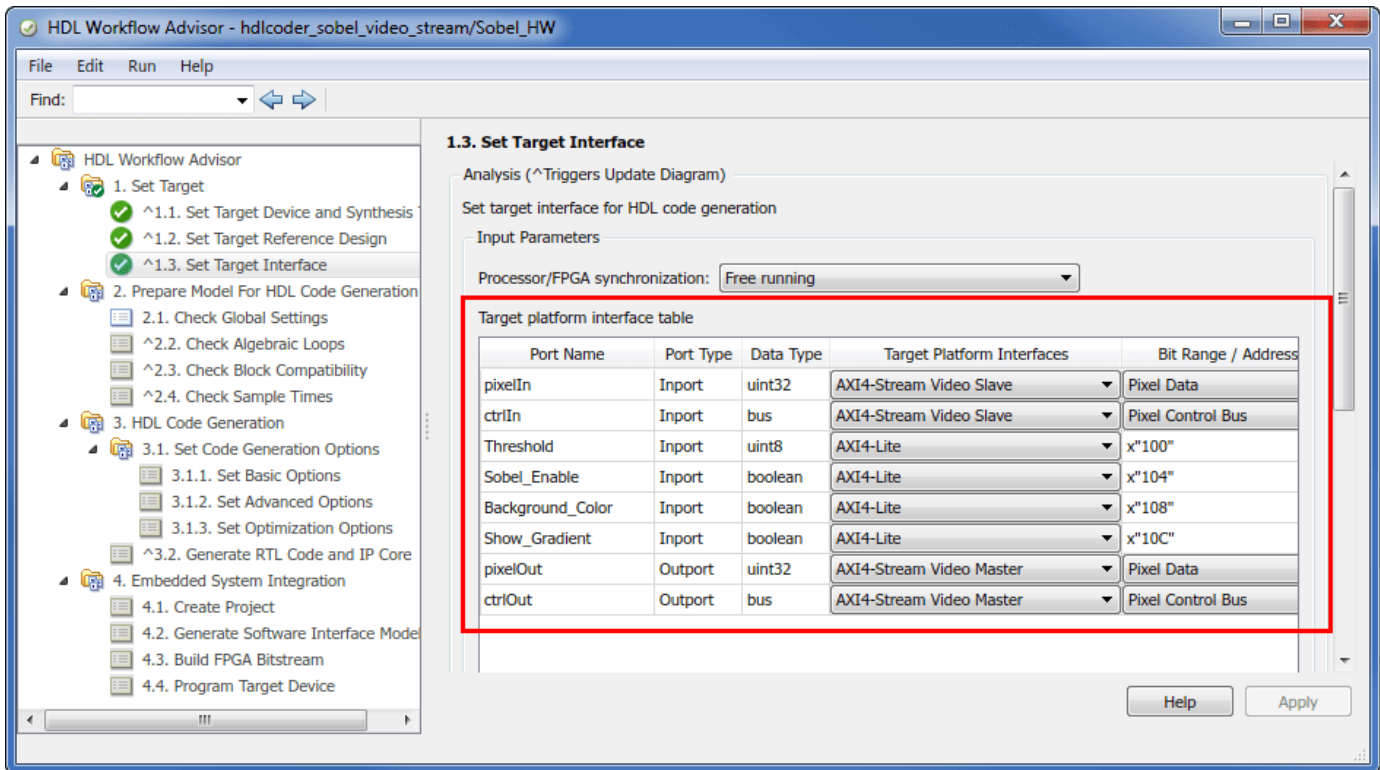 HDL Workflow Advisor - hdlcoder_sobel_video_stream/Sobel_HW
File Edit Run Help
Find:
HDL Workflow Advisor
1. Set Target
^1.1. Set Target Device and Synthesis
^1.2. Set Target Reference Design
^1.3. Set Target Interface
2. Prepare Model For HDL Code Generation
2.1. Check Global Settings
^2.2. Check Algebraic Loops
^2.3. Check Block Compatibility
^2.4. Check Sample Times
3. HDL Code Generation
3.1. Set Code Generation Options
3.1.1. Set Basic Options
3.1.2. Set Advanced Options
3.1.3. Set Optimization Options
^3.2. Generate RTL Code and IP Core
4. Embedded System Integration
4.1. Create Project
4.2. Generate Software Interface Model
4.3. Build FPGA Bitstream
4.4. Program Target Device
1.3. Set Target Interface
Analysis (^Triggers Update Diagram)
Set target interface for HDL code generation
Input Parameters
Processor/FPGA synchronization: Free running
Target platform interface table
Port Name Port Type Data Type Target Platform Interfaces Bit Range / Address
pixelIn Inport uint32 AXI4-Stream Video Slave Pixel Data
ctrlIn Inport bus AXI4-Stream Video Slave Pixel Control Bus
Threshold Inport uint8 AXI4-Lite x"100"
Sobel_Enable Inport boolean AXI4-Lite x"104"
Background_Color Inport boolean AXI4-Lite x"108"
Show_Gradient Inport boolean AXI4-Lite x"10C"
pixelOut Outport uint32 AXI4-Stream Video Master Pixel Data
ctrlOut Outport bus AXI4-Stream Video Master Pixel Control Bus
Help Apply